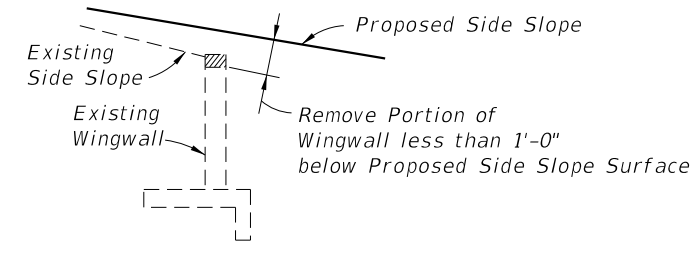 Proposed Side Slope
Existing
Side Slope
Existing
Wingwall
Remove Portion of
Wingwall less than 1'-0"
below Proposed Side Slope Surface